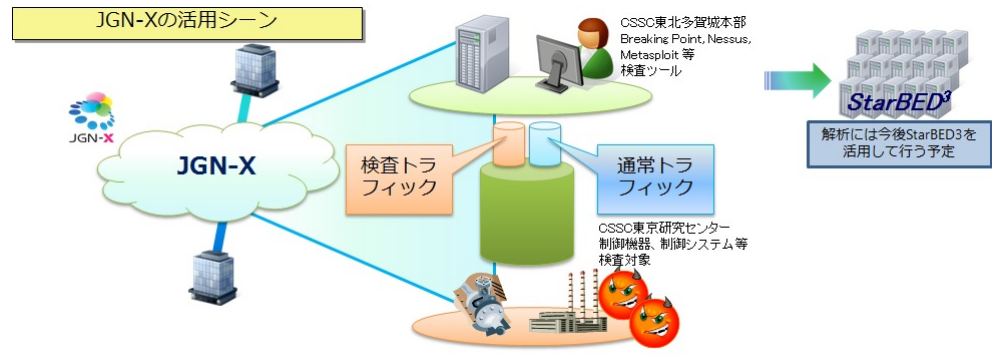 JGN-Xの活用シーン
CSSC東北多賀城本部
Breaking Point, Nessus,
Metasploit 等
検査ツール
JGN-X
JGN-X
検査トラ
フィック
通常トラ
フィック
StarBED3
解析には今後StarBED3を
活用して行う予定
CSSC東京研究センター
制御機器、制御システム等
検査対象